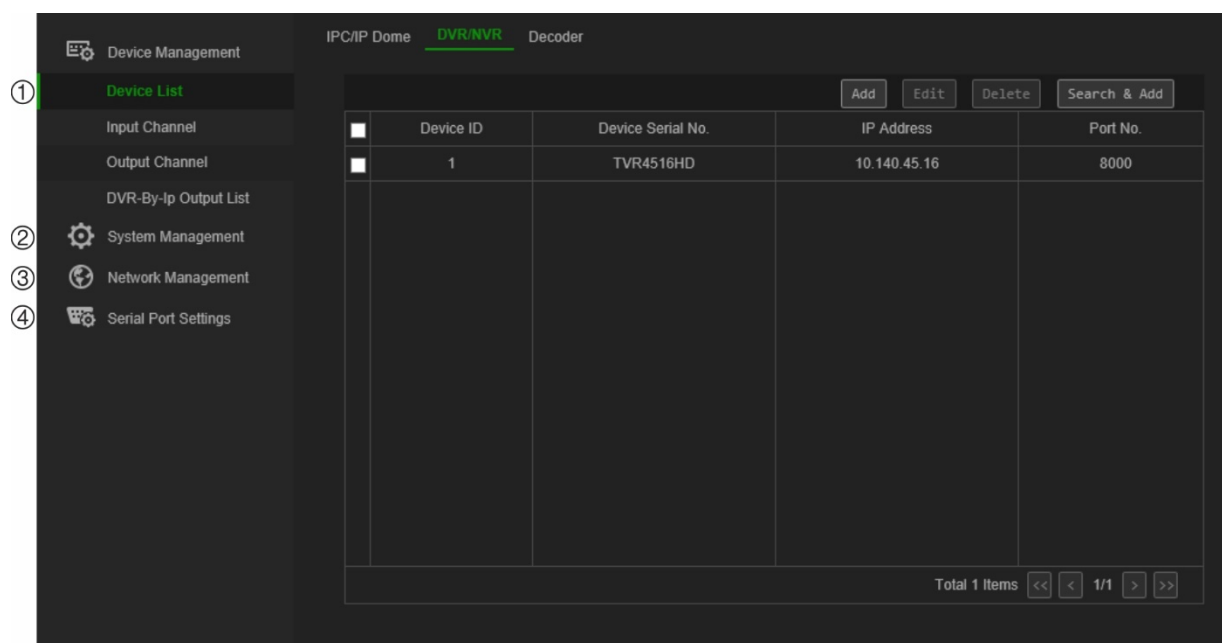 IPC/IP Dome DVR/NVR Decoder
Device Management
① Device List
Add Edit Delete Search & Add
Input Channel
Device ID Device Serial No. IP Address Port No.
Output Channel
1 TVR4516HD 10.140.45.16 8000
DVR-By-Ip Output List
② System Management
③ Network Management
④ Serial Port Settings
Total 1 Items << < 1/1 > >>